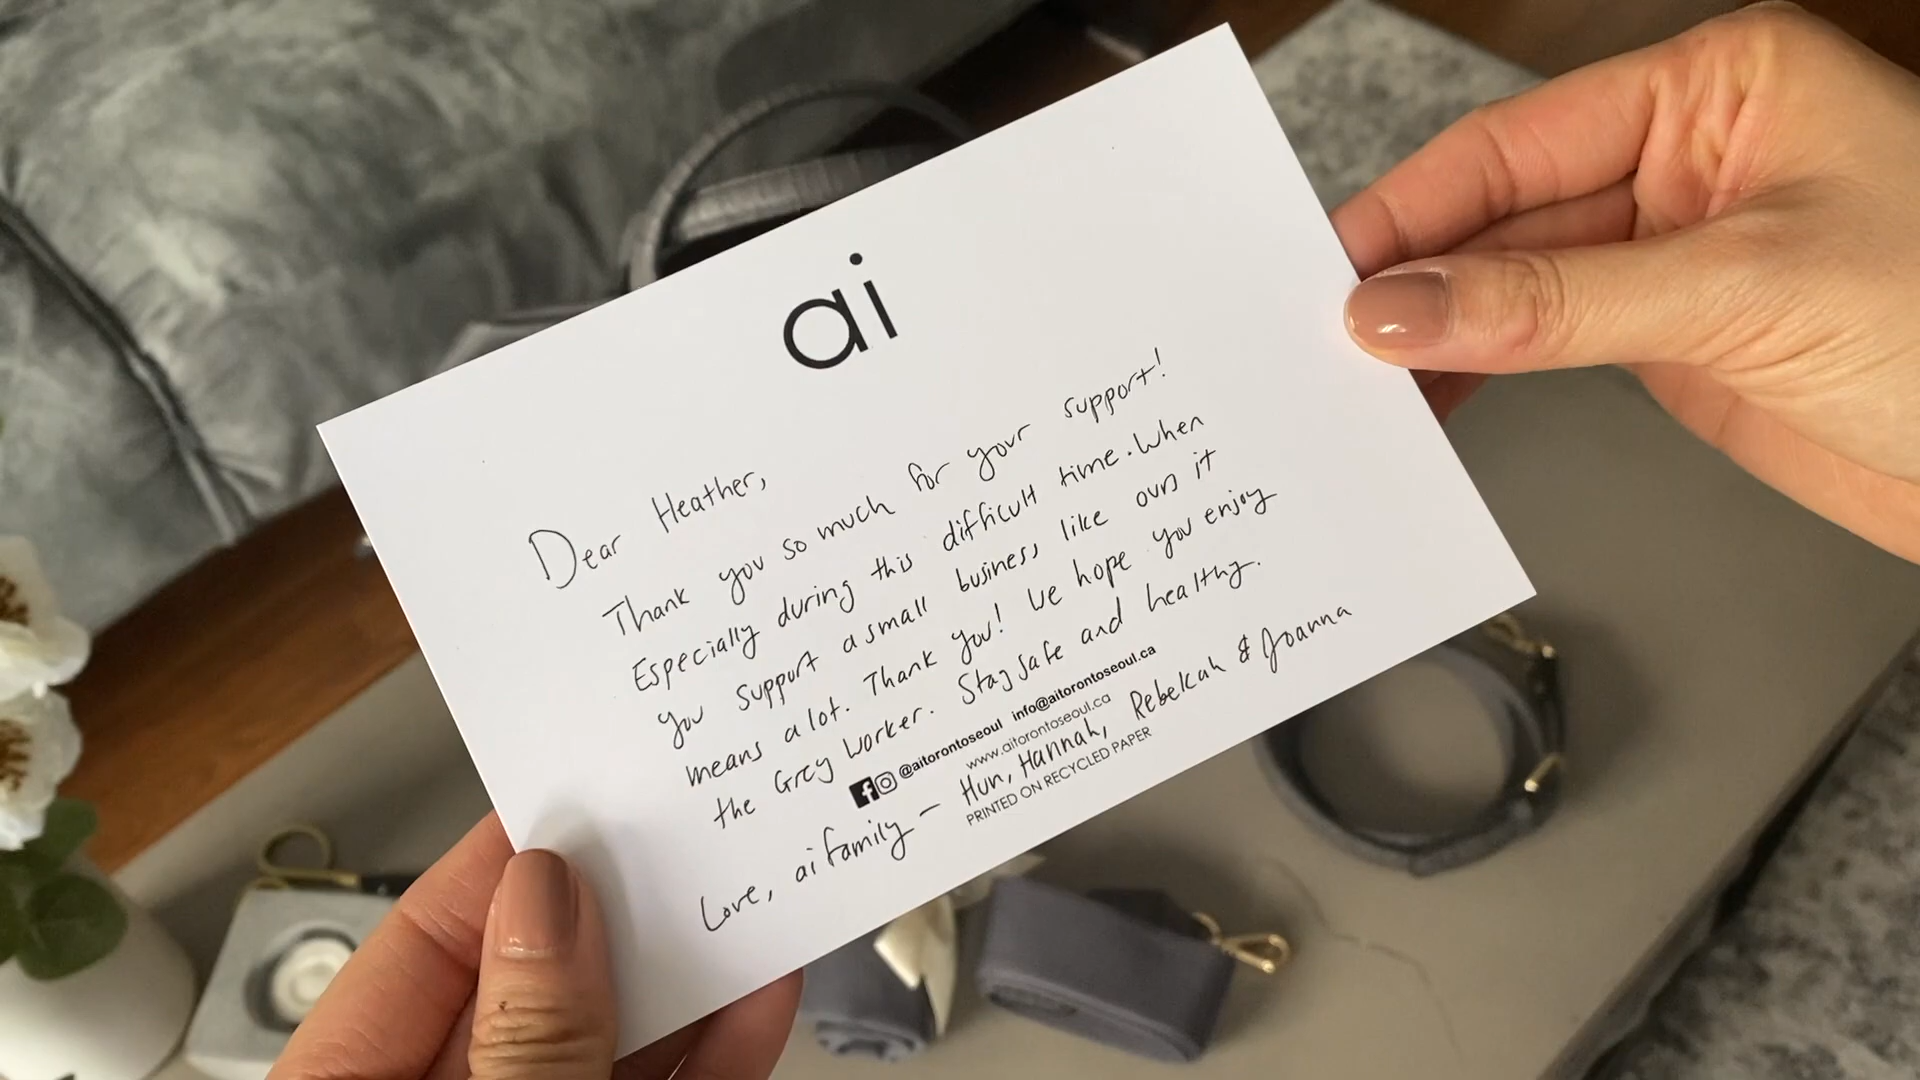 ai
Dear Heather,
Thank you so much for your support!
Especially during this difficult time. When
you support a small business like ours it
means a lot. Thank you! We hope you enjoy
the Grey Worker. Stay safe and healthy.
@aitorontoseoul info@aitorontoseoul.ca
www.aitorontoseoul.ca
Love, ai family — Hun, Hannah, Rebekah & Joanna
PRINTED ON RECYCLED PAPER